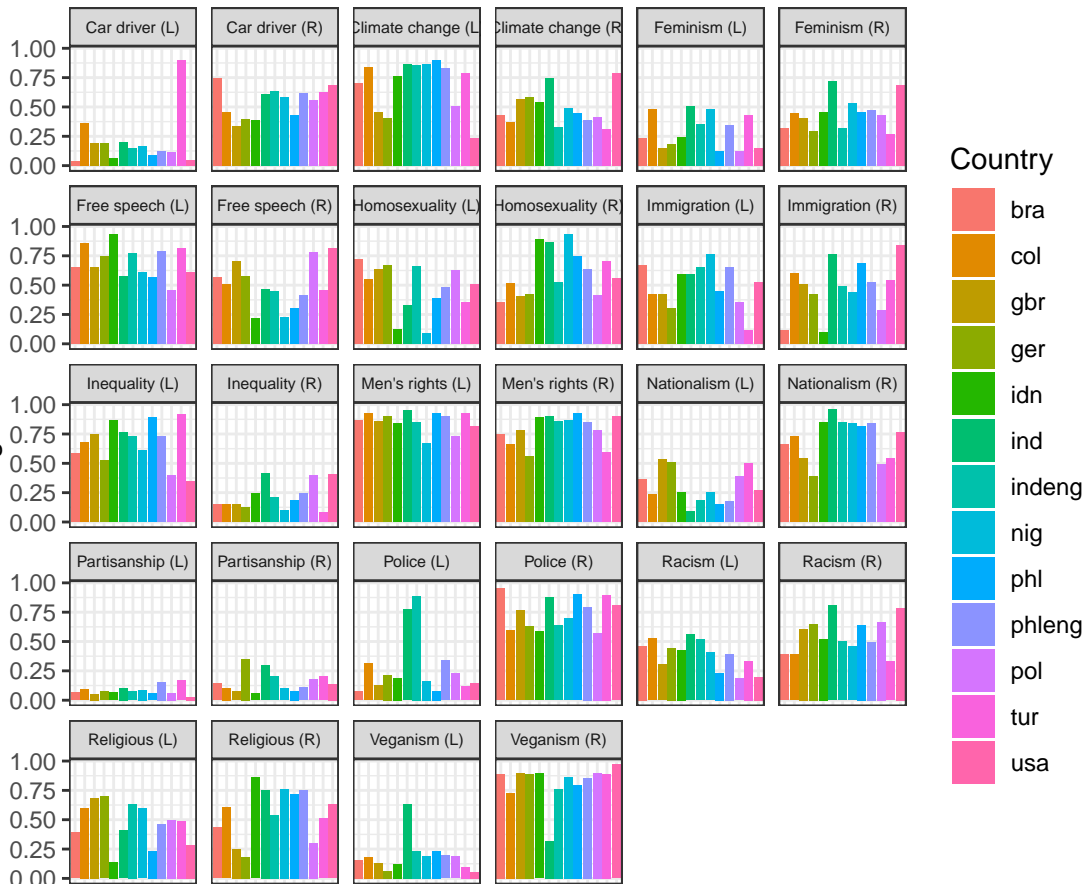 Car driver (L) Car driver (R) Climate change (L Climate change (R Feminism (L) Feminism (R)
1.00
0.75
0.50
0.25
0.00
Free speech (L) Free speech (R) Homosexuality (L) Homosexuality (R) Immigration (L) Immigration (R)
1.00
0.75
0.50
0.25
0.00
Inequality (L) Inequality (R) Men's rights (L) Men's rights (R) Nationalism (L) Nationalism (R)
1.00
0.75
0.50
0.25
0.00
Partisanship (L) Partisanship (R) Police (L) Police (R) Racism (L) Racism (R)
1.00
0.75
0.50
0.25
0.00
Religious (L) Religious (R) Veganism (L) Veganism (R)
1.00
0.75
0.50
0.25
0.00
Country
bra
col
gbr
ger
idn
ind
indeng
nig
phl
phleng
pol
tur
usa